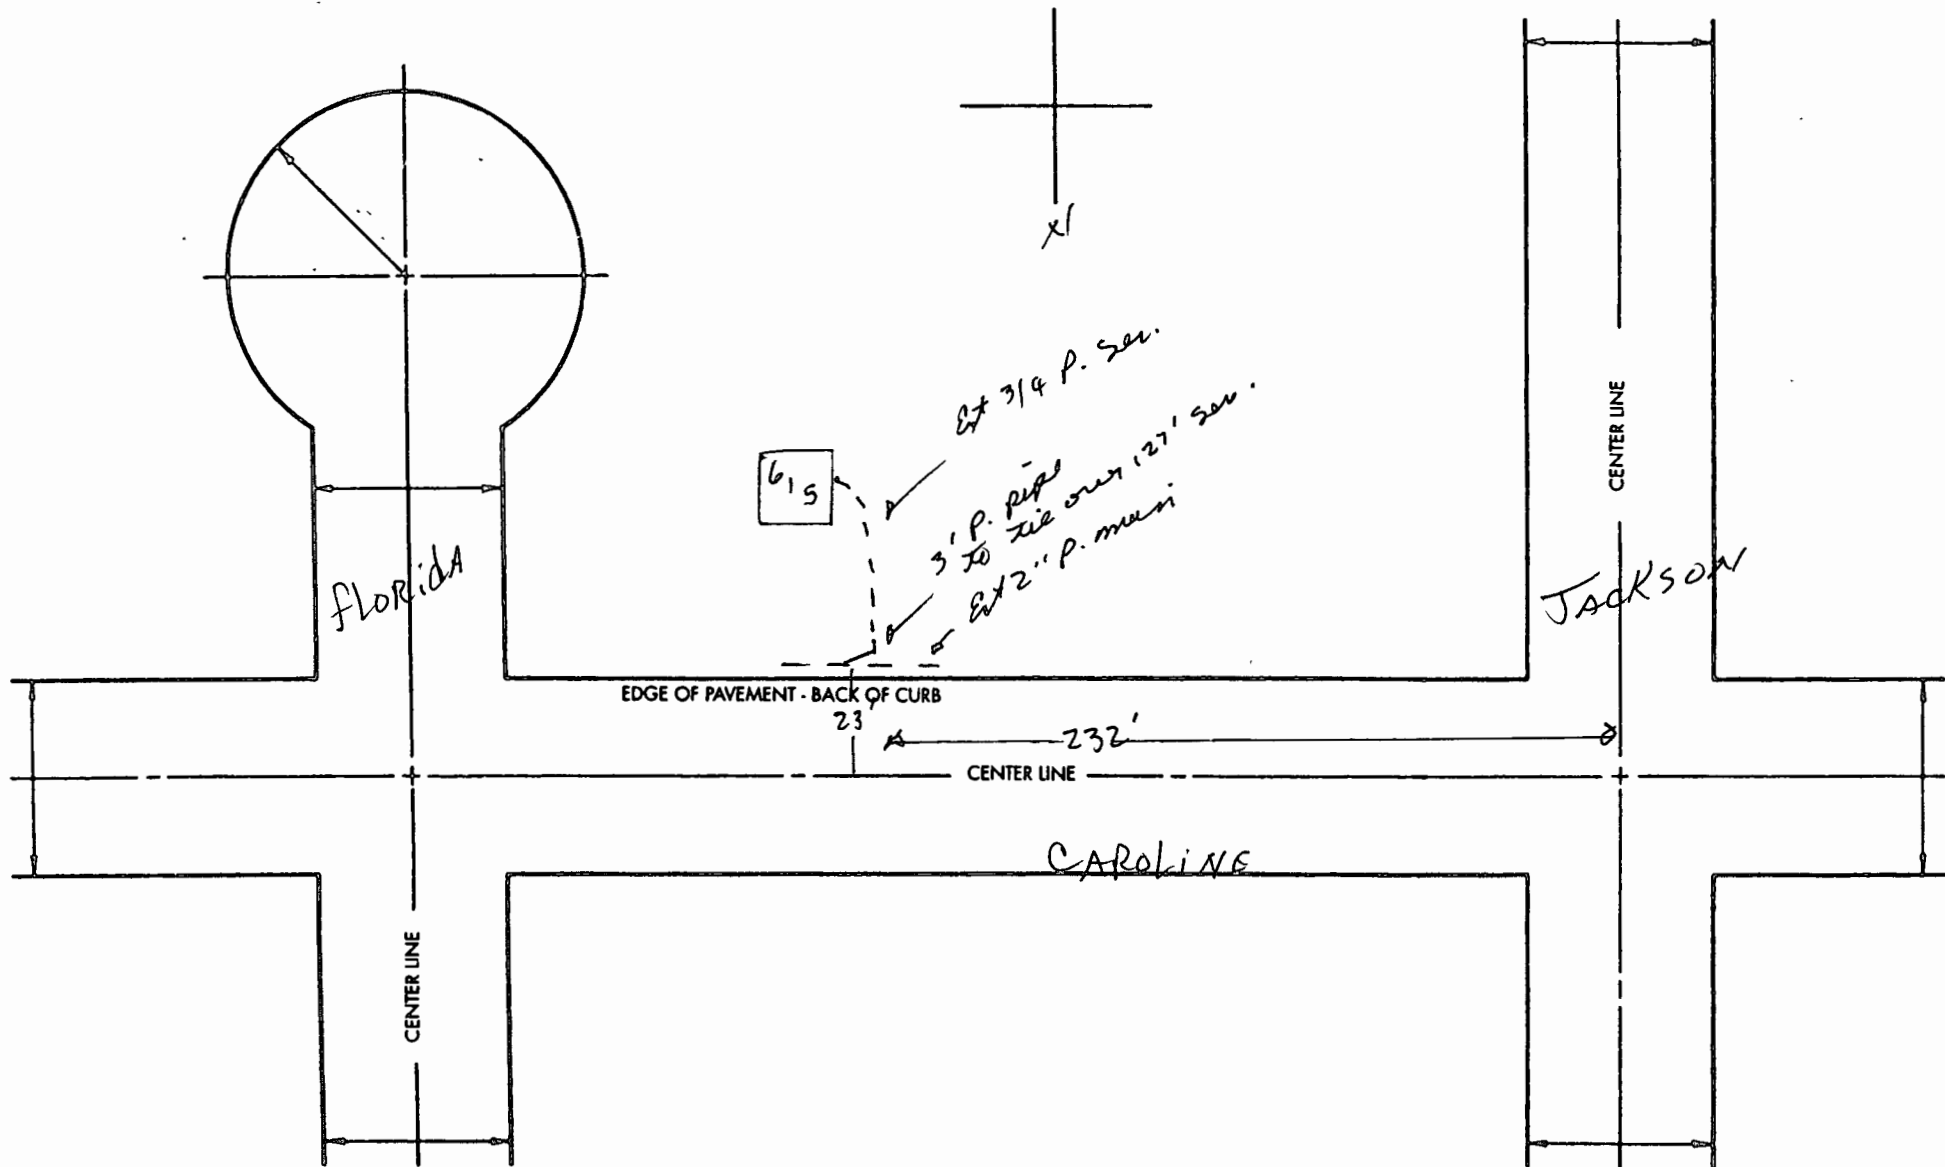 Ext 3/4 P. Ser.
3' P. pipe
to tie over 127' Ser.
Ext 2" P. main
615
FLORIDA
JACKSON
CENTER LINE
EDGE OF PAVEMENT - BACK OF CURB
23'
232'
CENTER LINE
CAROLINE
CENTER LINE